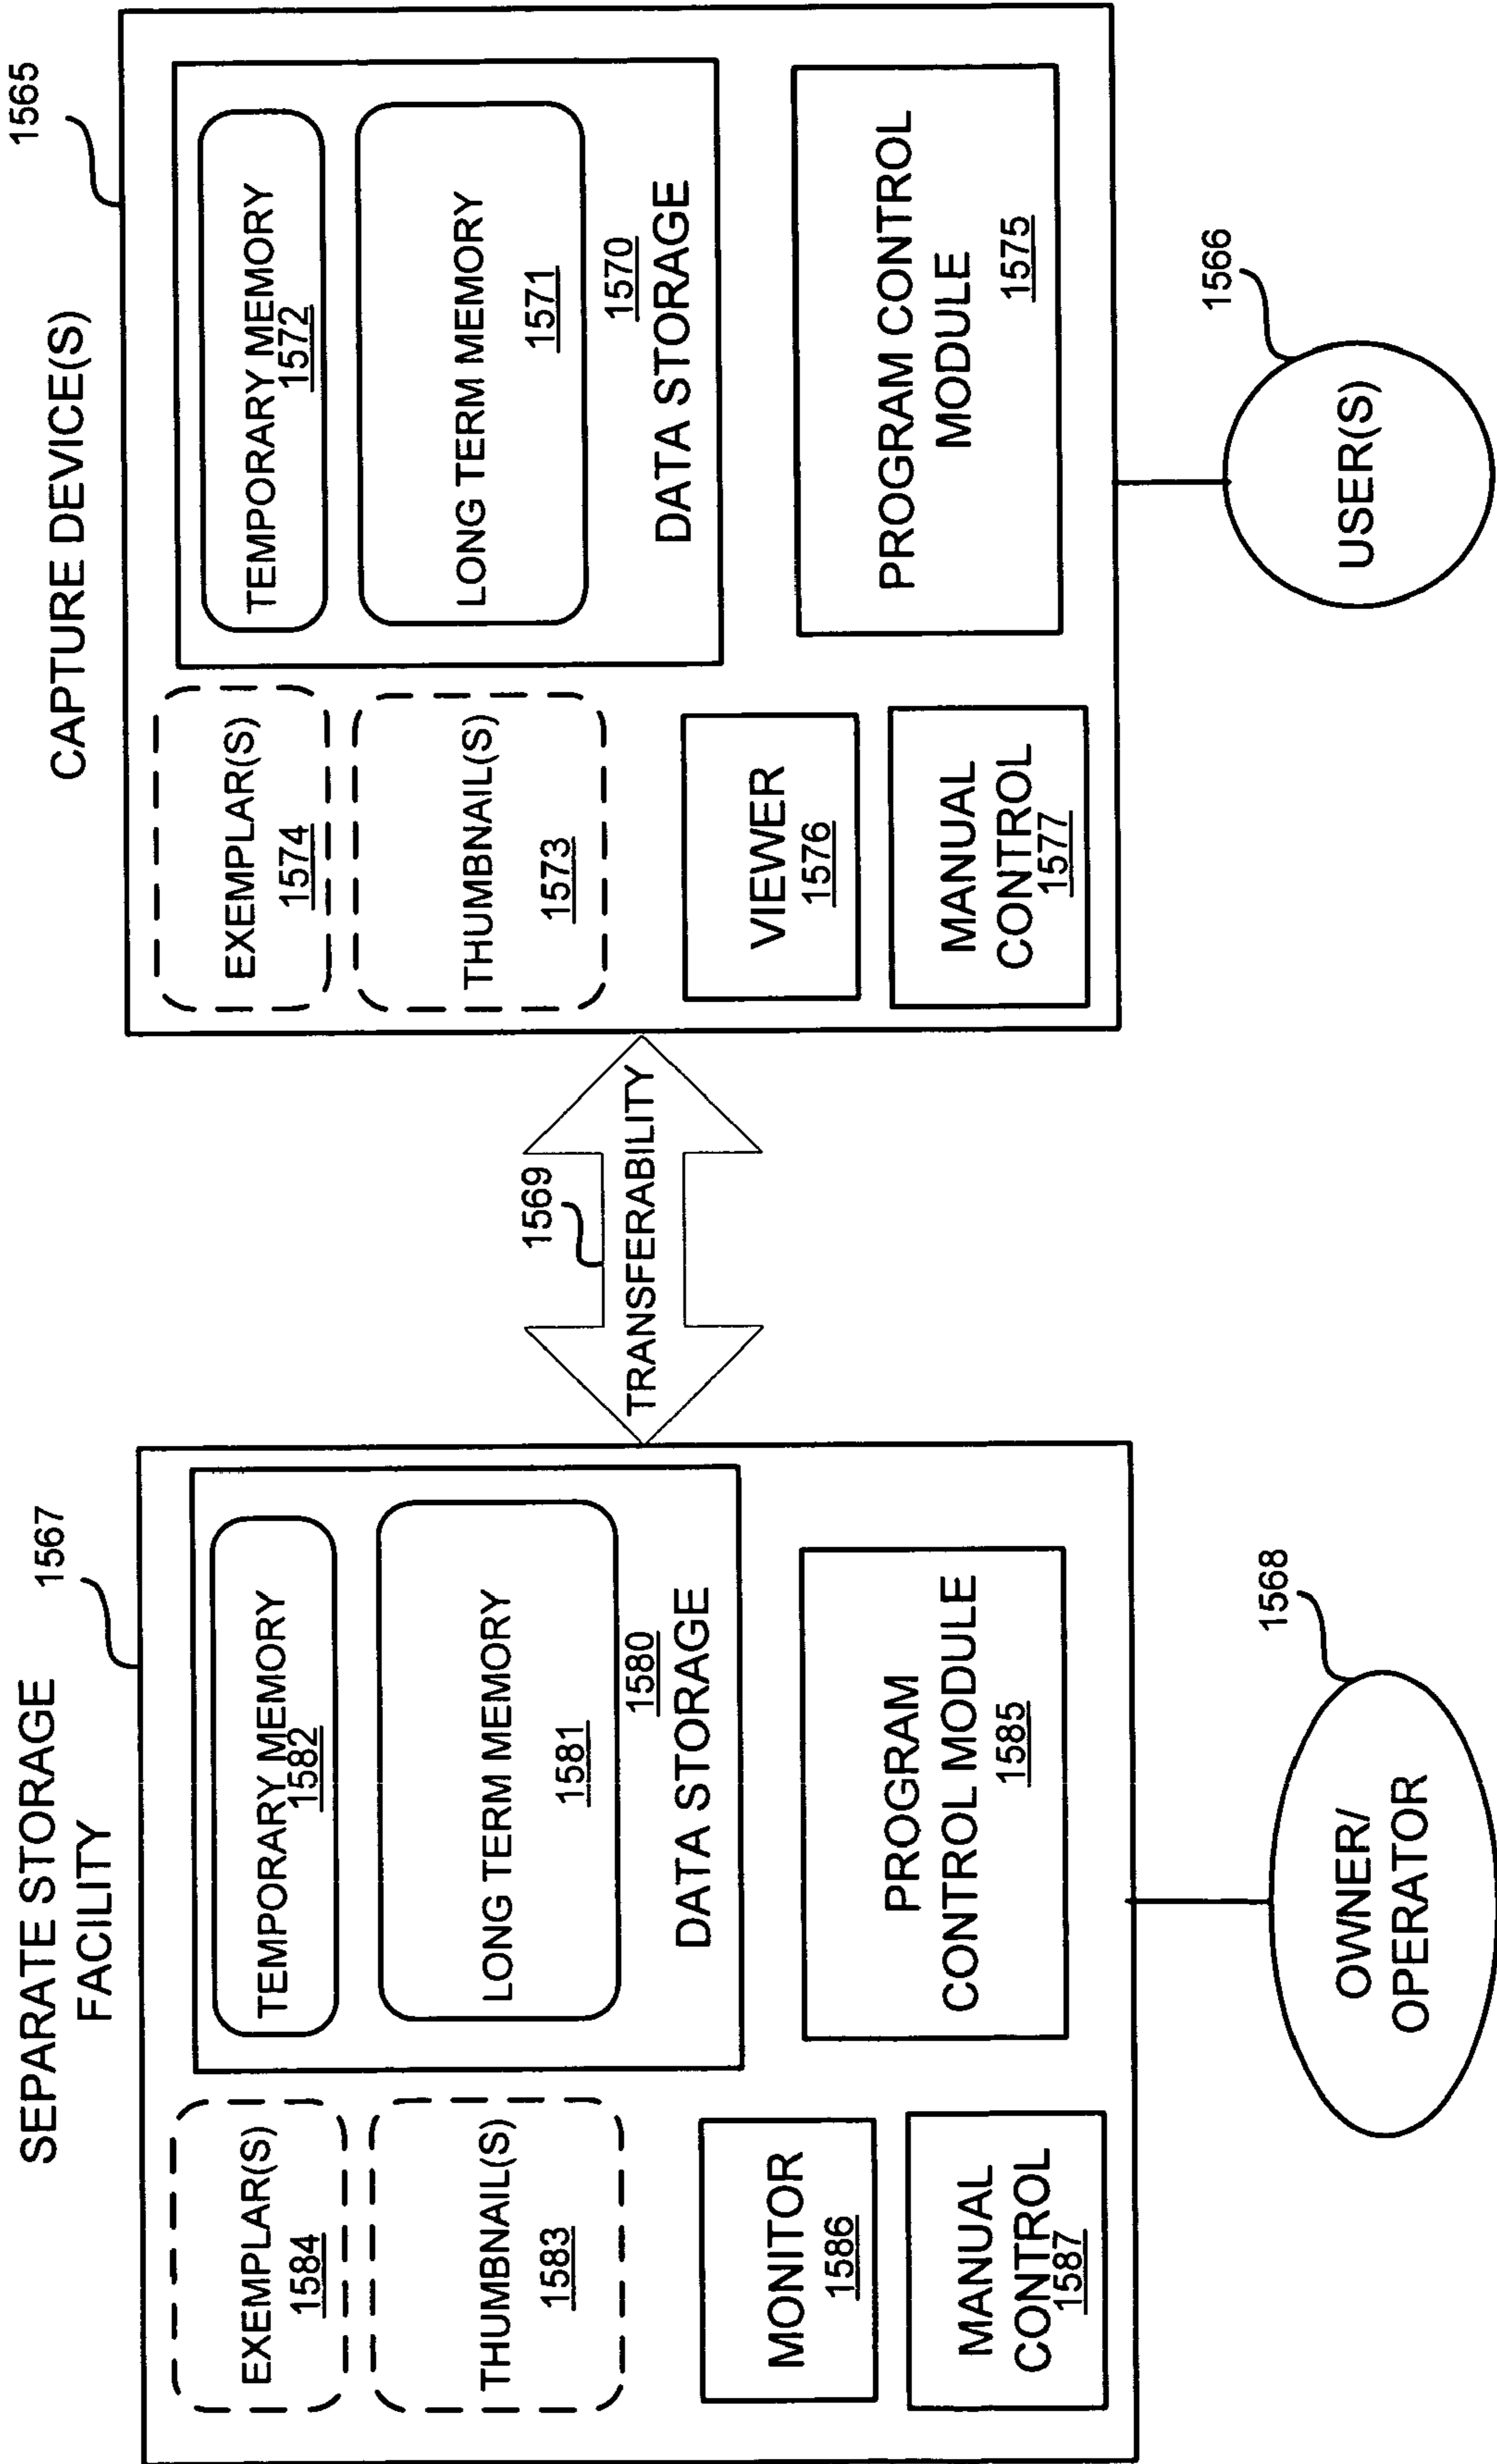 SEPARATE STORAGE
FACILITY
1567
EXEMPLAR(S)
1584
THUMBNAIL(S)
1583
TEMPORARY MEMORY
1582
LONG TERM MEMORY
1581
1580
DATA STORAGE
MONITOR
1586
MANUAL
CONTROL
1587
PROGRAM
CONTROL MODULE
1585
OWNER/
OPERATOR
1568
1569
TRANSFERABILITY
CAPTURE DEVICE(S)
1565
EXEMPLAR(S)
1574
THUMBNAIL(S)
1573
TEMPORARY MEMORY
1572
LONG TERM MEMORY
1571
1570
DATA STORAGE
VIEWER
1576
MANUAL
CONTROL
1577
PROGRAM CONTROL
MODULE
1575
USER(S)
1566